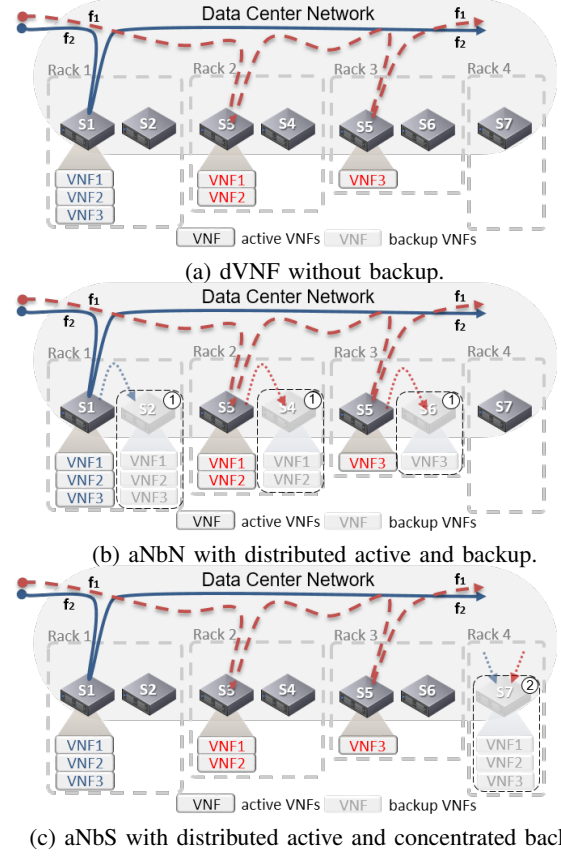 Data Center Network
f1
f2
Rack 1
Rack 2
Rack 3
Rack 4
S1 S2 S3 S4 S5 S6 S7
VNF1 VNF1 VNF3
VNF2 VNF2
VNF3
VNF active VNFs VNF backup VNFs
(a) dVNF without backup.
Data Center Network
f1
f2
Rack 1
Rack 2
Rack 3
Rack 4
1 1 1
S1 S2 S3 S4 S5 S6 S7
VNF1 VNF1 VNF1 VNF1 VNF3 VNF3
VNF2 VNF2 VNF2 VNF2
VNF3 VNF3
VNF active VNFs VNF backup VNFs
(b) aNbN with distributed active and backup.
Data Center Network
f1
f2
Rack 1
Rack 2
Rack 3
Rack 4
2
S1 S2 S3 S4 S5 S6 S7
VNF1 VNF1 VNF3 VNF1
VNF2 VNF2 VNF2
VNF3 VNF3
VNF active VNFs VNF backup VNFs
(c) aNbS with distributed active and concentrated back